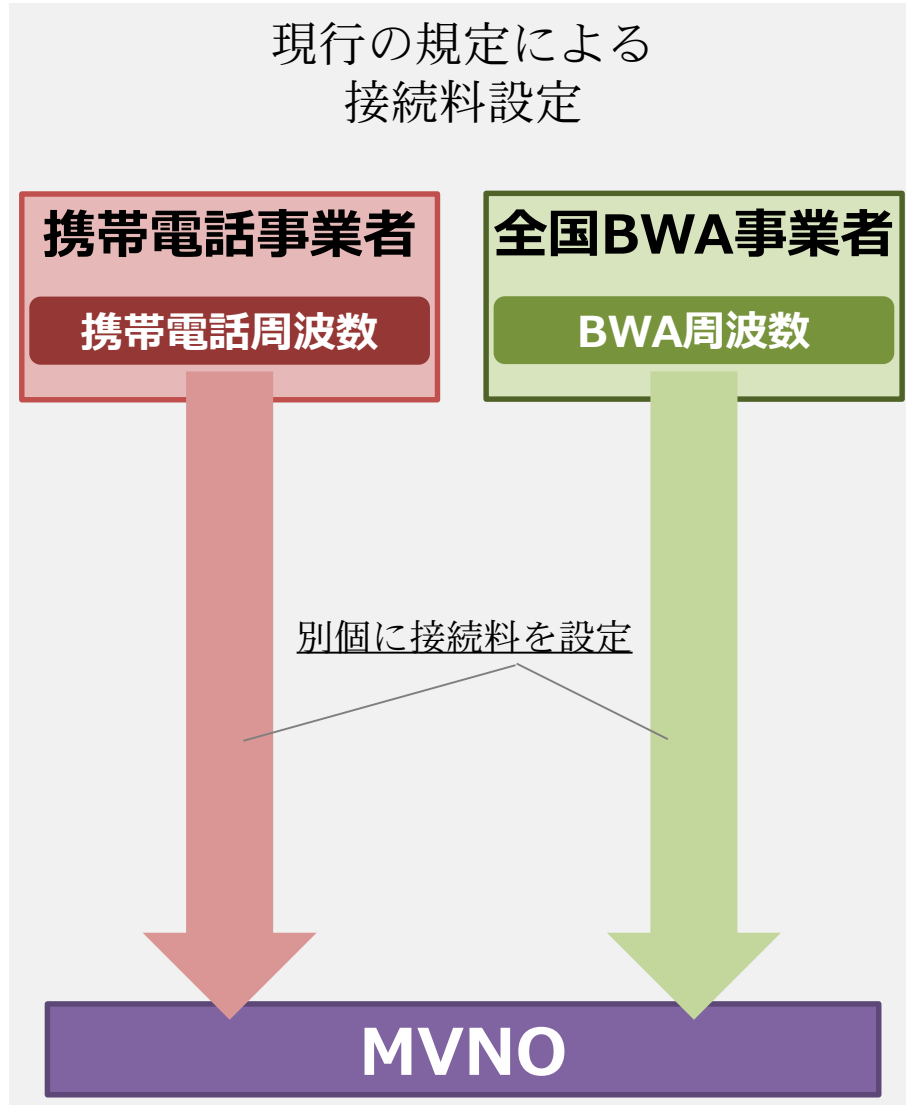 現行の規定による
接続料設定
携帯電話事業者
携帯電話周波数
全国BWA事業者
BWA周波数
別個に接続料を設定
MVNO